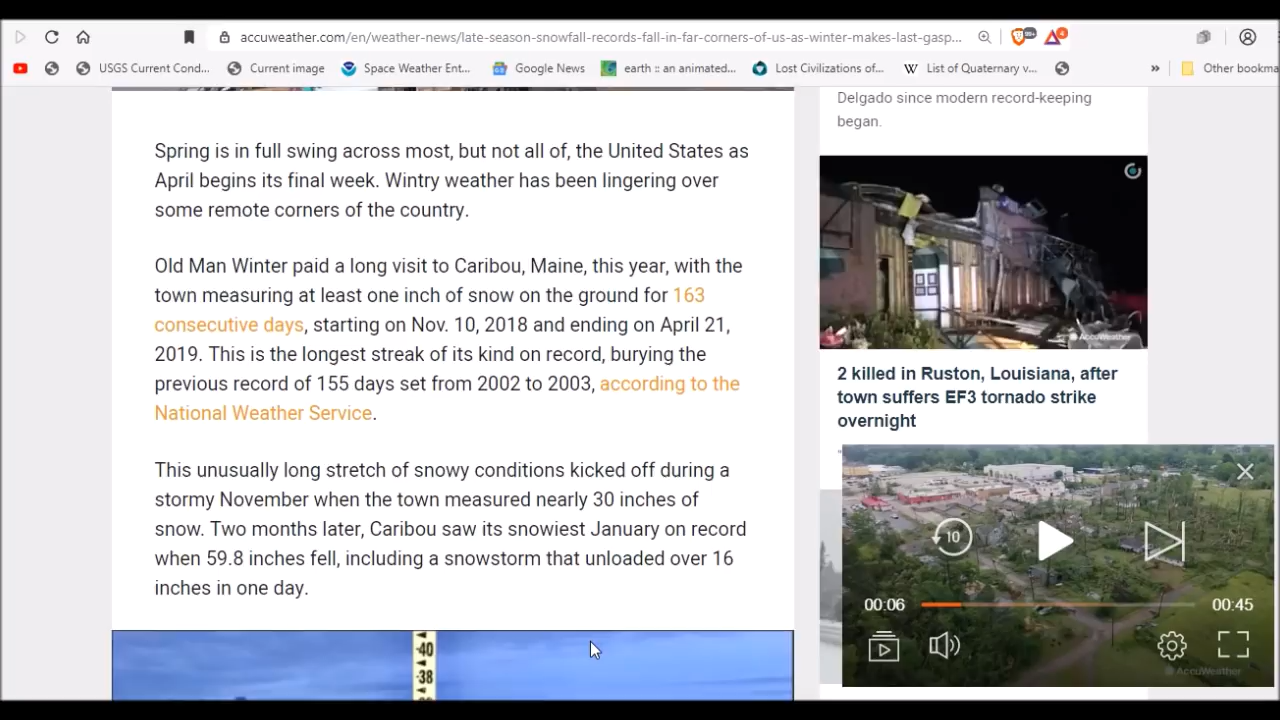 accuweather.com/en/weather-news/late-season-snowfall-records-fall-in-far-corners-of-us-as-winter-makes-last-gasp...
99+
4
USGS Current Cond...
Current image
Space Weather Ent...
Google News
earth :: an animated...
Lost Civilizations of...
W List of Quaternary v...
»
Other bookma
Spring is in full swing across most, but not all of, the United States as
April begins its final week. Wintry weather has been lingering over
some remote corners of the country.
Old Man Winter paid a long visit to Caribou, Maine, this year, with the
town measuring at least one inch of snow on the ground for 163
consecutive days, starting on Nov. 10, 2018 and ending on April 21,
2019. This is the longest streak of its kind on record, burying the
previous record of 155 days set from 2002 to 2003, according to the
National Weather Service.
This unusually long stretch of snowy conditions kicked off during a
stormy November when the town measured nearly 30 inches of
snow. Two months later, Caribou saw its snowiest January on record
when 59.8 inches fell, including a snowstorm that unloaded over 16
inches in one day.
40
38
Delgado since modern record-keeping
began.
AccuWeather
2 killed in Ruston, Louisiana, after
town suffers EF3 tornado strike
overnight
10
00:06
00:45
AccuWeather